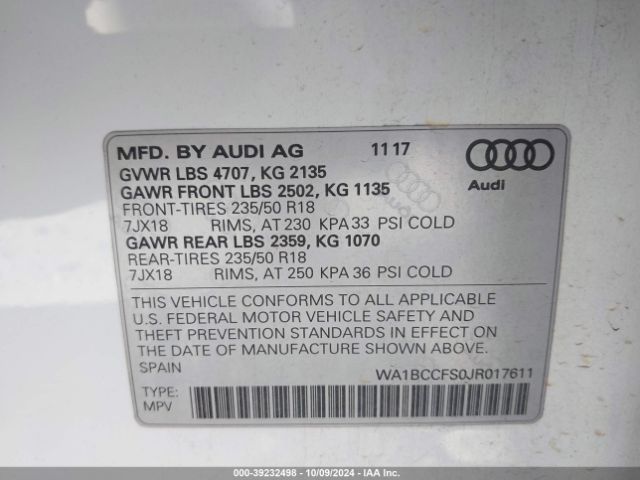 MFD. BY AUDI AG 11 17
GVWR LBS 4707, KG 2135
GAWR FRONT LBS 2502, KG 1135
Audi
FRONT-TIRES 235/50 R18
7JX18 RIMS, AT 230 KPA 33 PSI COLD
GAWR REAR LBS 2359, KG 1070
REAR-TIRES 235/50 R18
7JX18 RIMS, AT 250 KPA 36 PSI COLD
THIS VEHICLE CONFORMS TO ALL APPLICABLE
U.S. FEDERAL MOTOR VEHICLE SAFETY AND
THEFT PREVENTION STANDARDS IN EFFECT ON
THE DATE OF MANUFACTURE SHOWN ABOVE.
SPAIN WA1BCCFS0JR017611
TYPE:
MPV
000-39232498 - 10/09/2024 - IAAI.COM